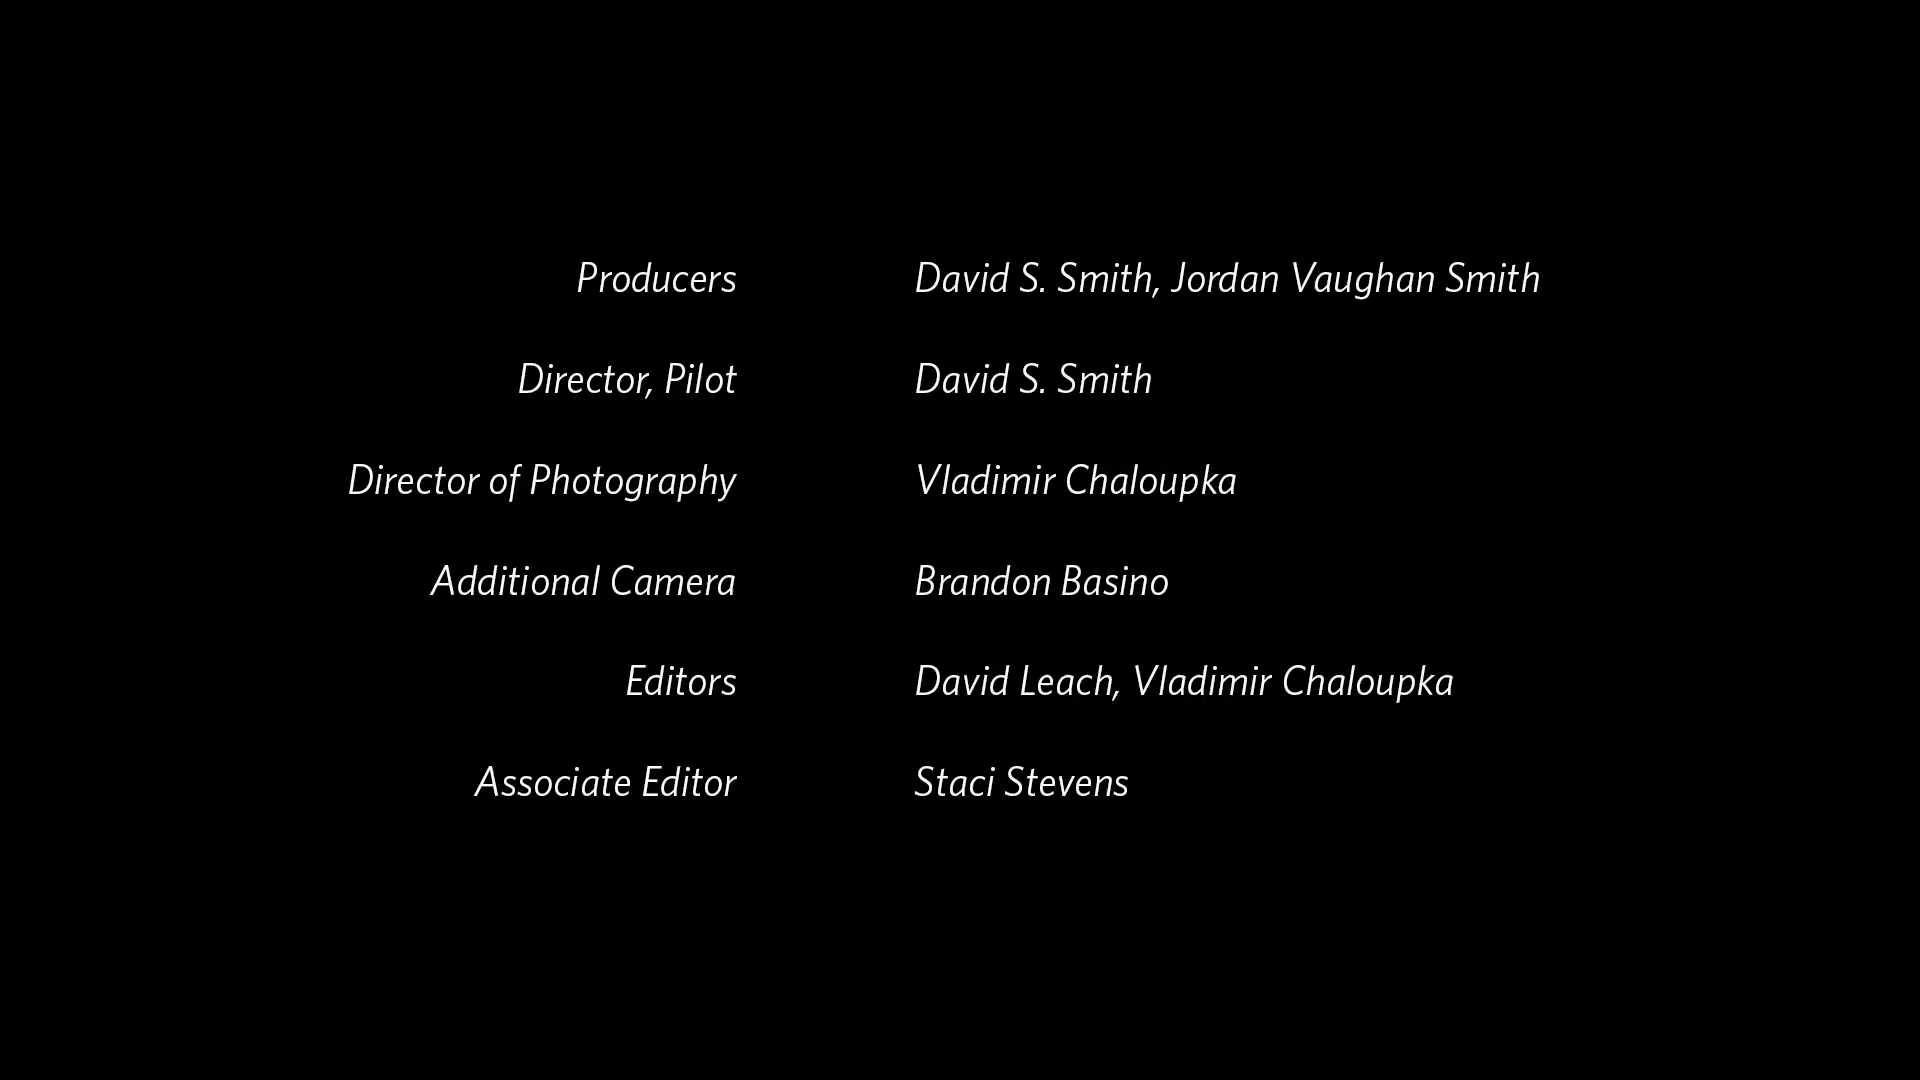 Producers David S. Smith, Jordan Vaughan Smith
Director, Pilot David S. Smith
Director of Photography Vladimir Chaloupka
Additional Camera Brandon Basino
Editors David Leach, Vladimir Chaloupka
Associate Editor Staci Stevens